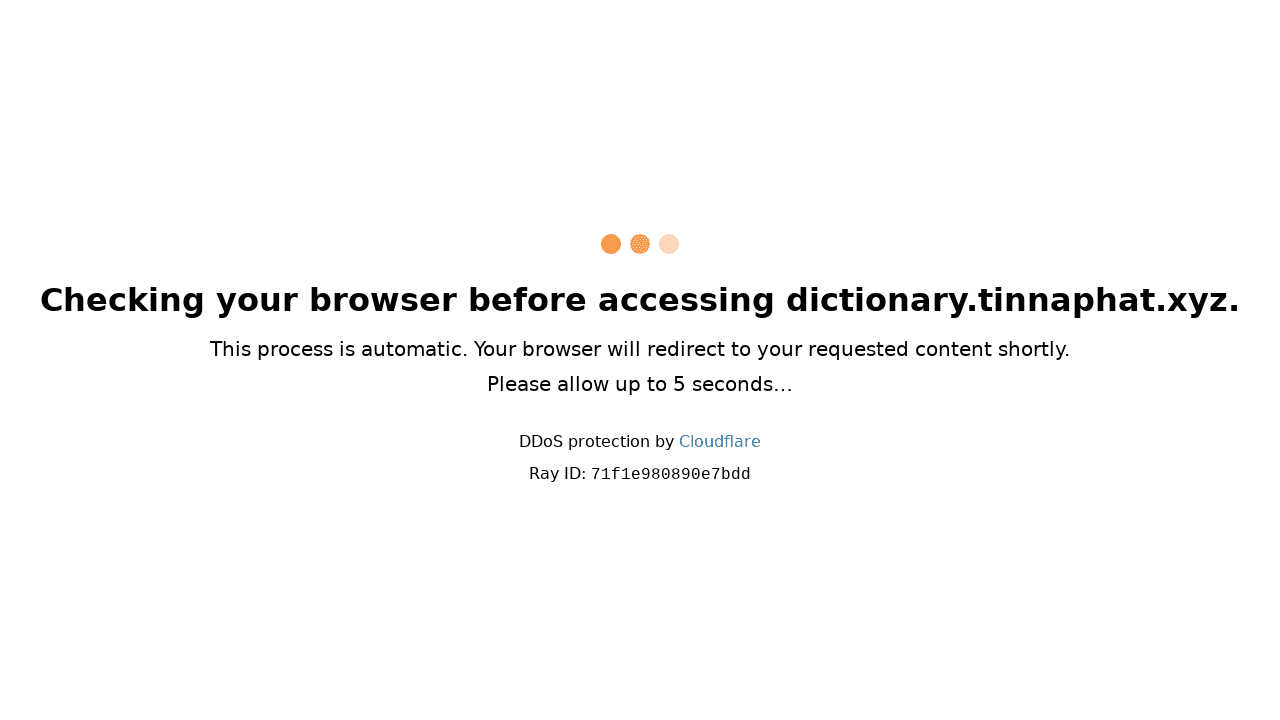 Checking your browser before accessing dictionary.tinnaphat.xyz.
This process is automatic. Your browser will redirect to your requested content shortly.
Please allow up to 5 seconds…
DDoS protection by Cloudflare
Ray ID: 71f1e980890e7bdd